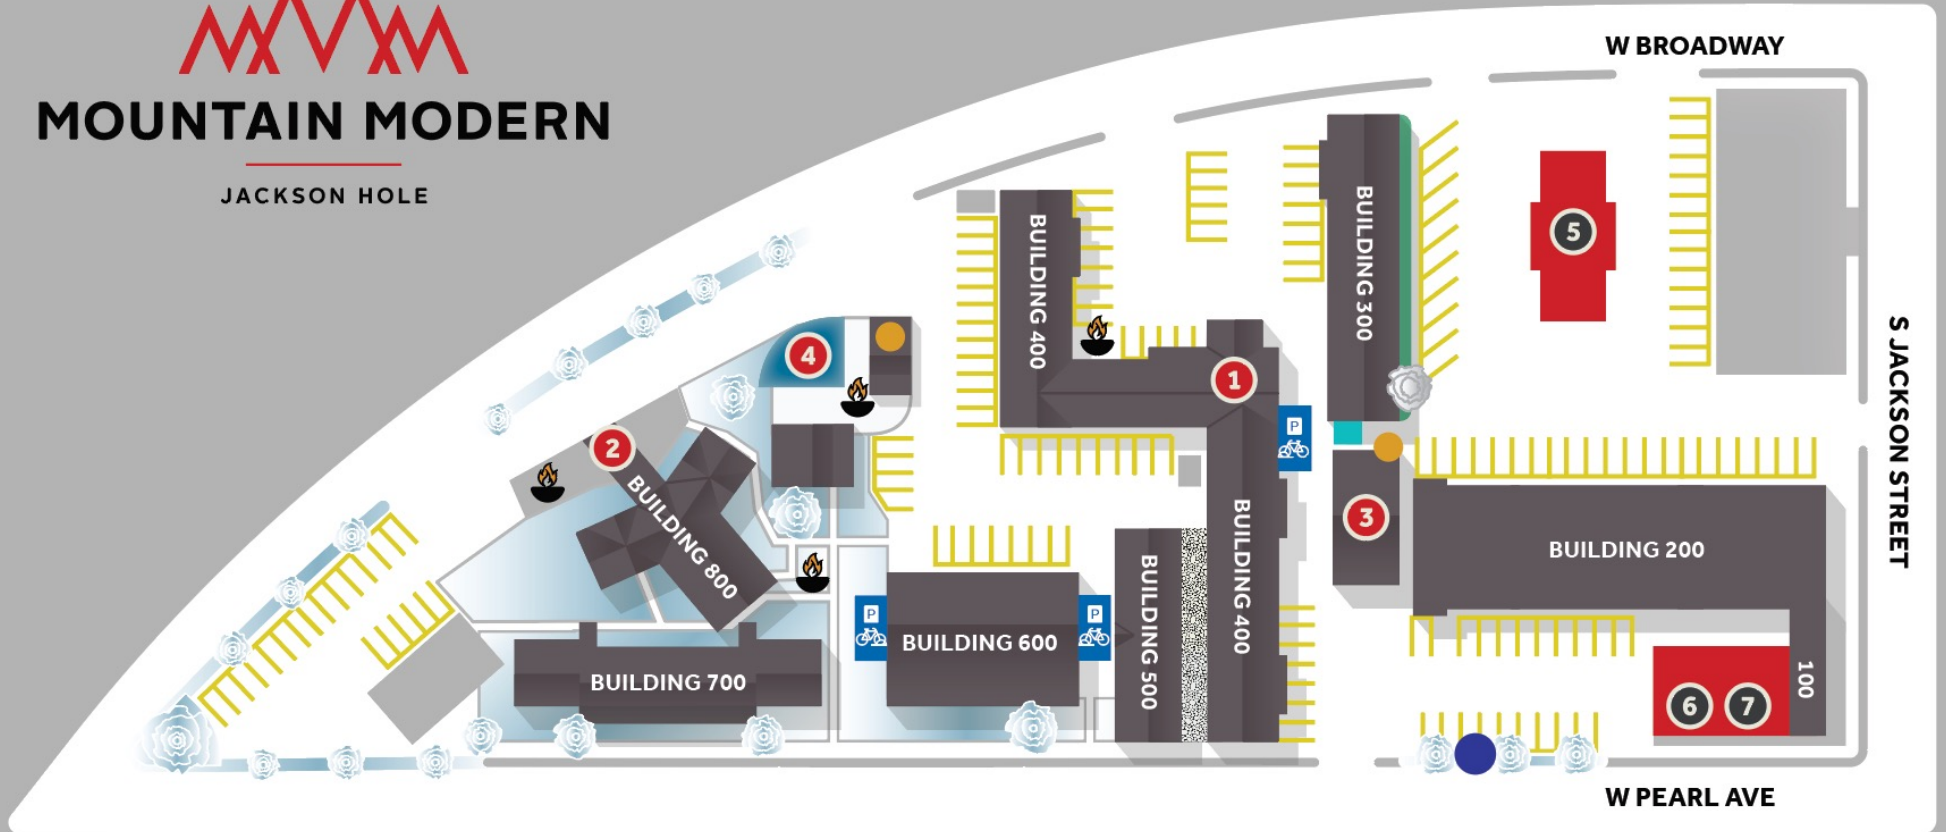 MOUNTAIN MODERN
JACKSON HOLE
W BROADWAY
S JACKSON STREET
W PEARL AVE
BUILDING 400
BUILDING 300
5
4
1
P
2
BUILDING 800
3
BUILDING 200
BUILDING 400
BUILDING 500
P
BUILDING 600
P
BUILDING 700
100
6
7